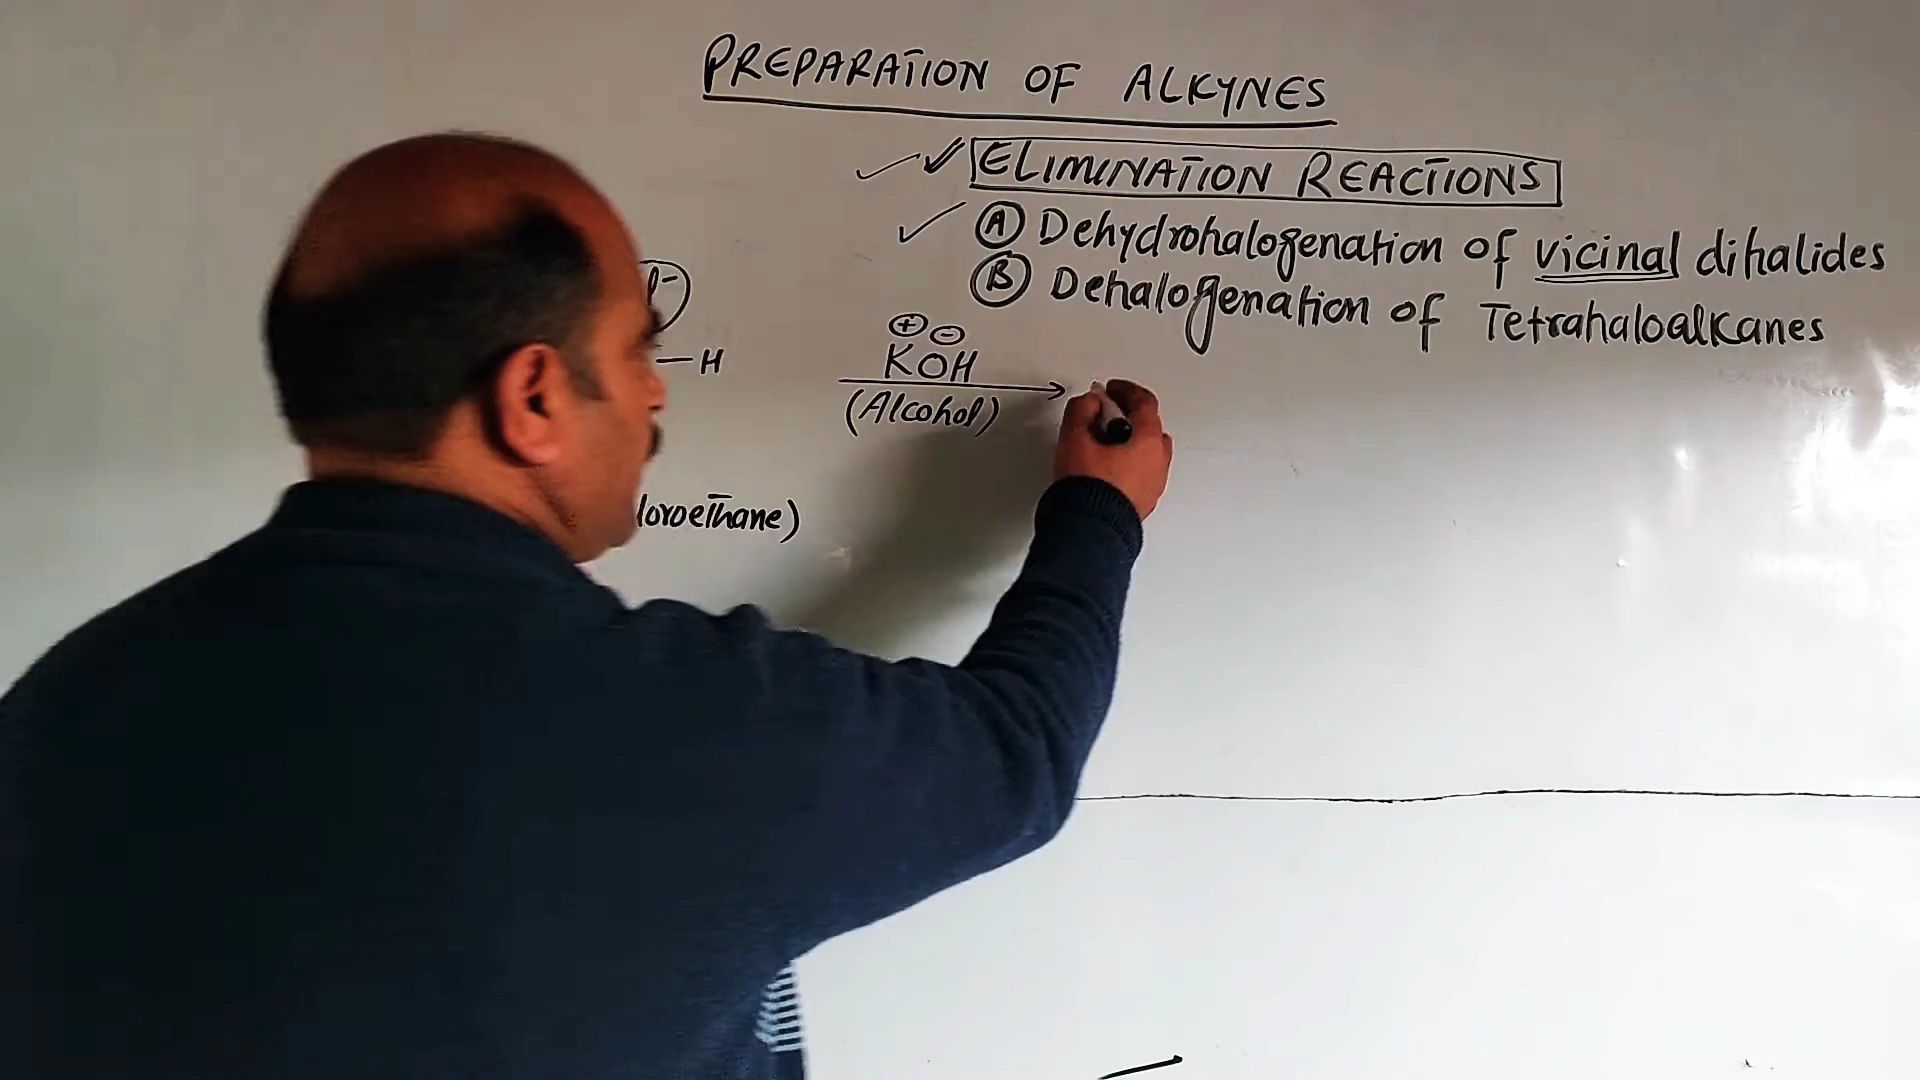 PREPARATION OF ALKYNES
ELIMINATION REACTIONS
A Dehydrohalogenation of vicinal dihalides
B Dehalogenation of Tetrahaloalkanes
+ -
KOH
(Alcohol)
—H
loroethane)